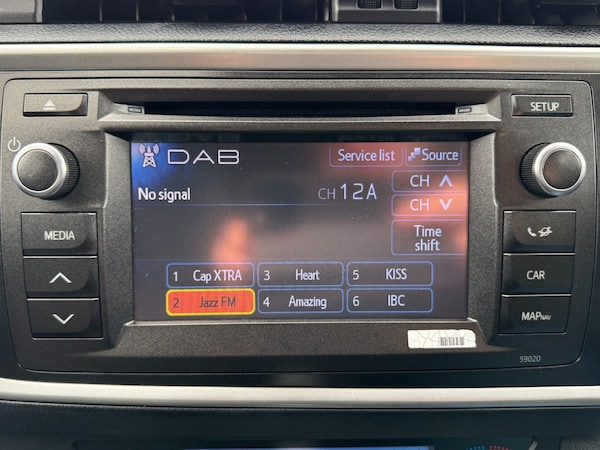 SETUP
DAB
Service list
Source
No signal
CH 12A
CH
CH
Time
shift
1 Cap XTRA
3 Heart
5 KISS
2 Jazz FM
4 Amazing
6 IBC
MEDIA
CAR
MAPNAV
59020